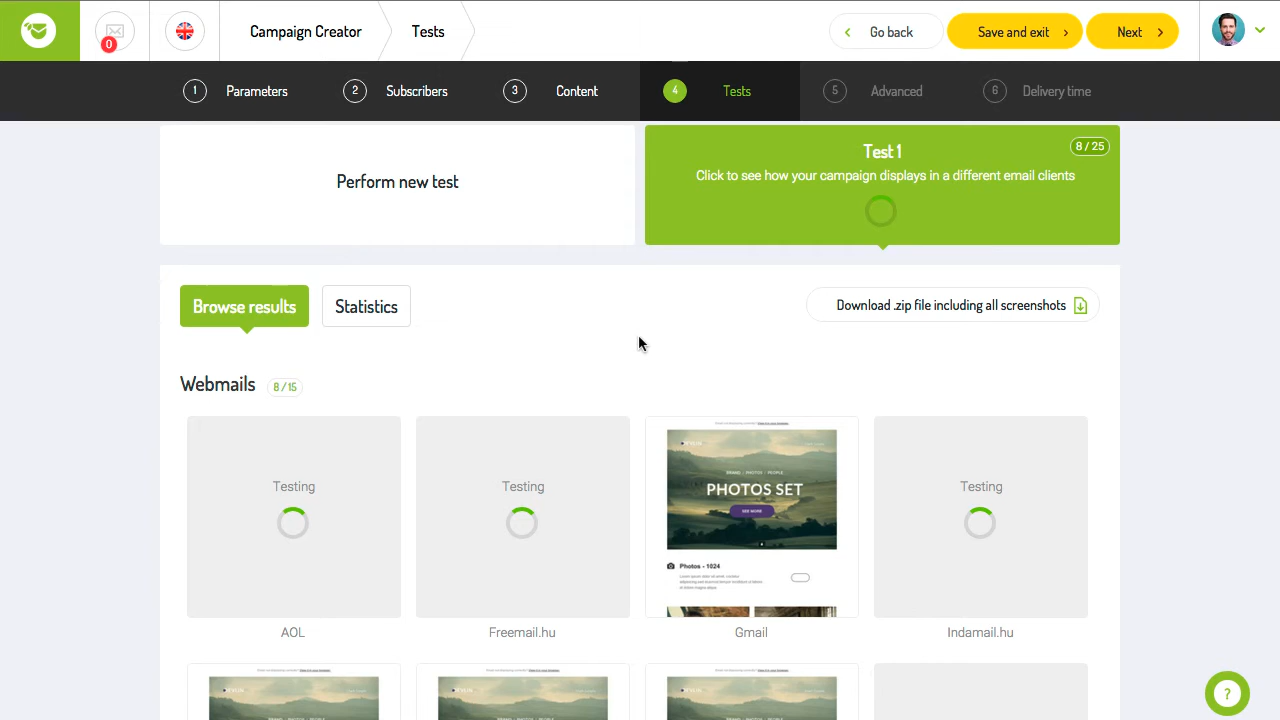 0
Campaign Creator
Tests
Go back
Save and exit
Next
1 Parameters
2 Subscribers
3 Content
4 Tests
5 Advanced
6 Delivery time
Perform new test
Test 1
8 / 25
Click to see how your campaign displays in a different email clients
Browse results
Statistics
Download .zip file including all screenshots
Webmails 8 / 15
Testing
Testing
PHOTOS SET
SEE MORE
Photos - 1024
Testing
AOL
Freemail.hu
Gmail
Indamail.hu
?